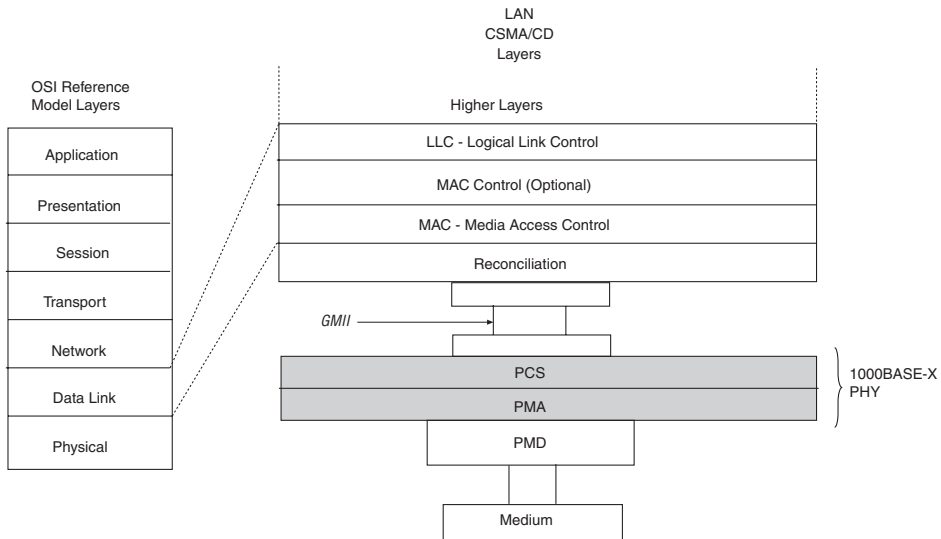 LAN
CSMA/CD
Layers
OSI Reference
Model Layers
Higher Layers
Application
Presentation
Session
Transport
Network
Data Link
Physical
LLC - Logical Link Control
MAC Control (Optional)
MAC - Media Access Control
Reconciliation
GMII
PCS
PMA
1000BASE-X
PHY
PMD
Medium